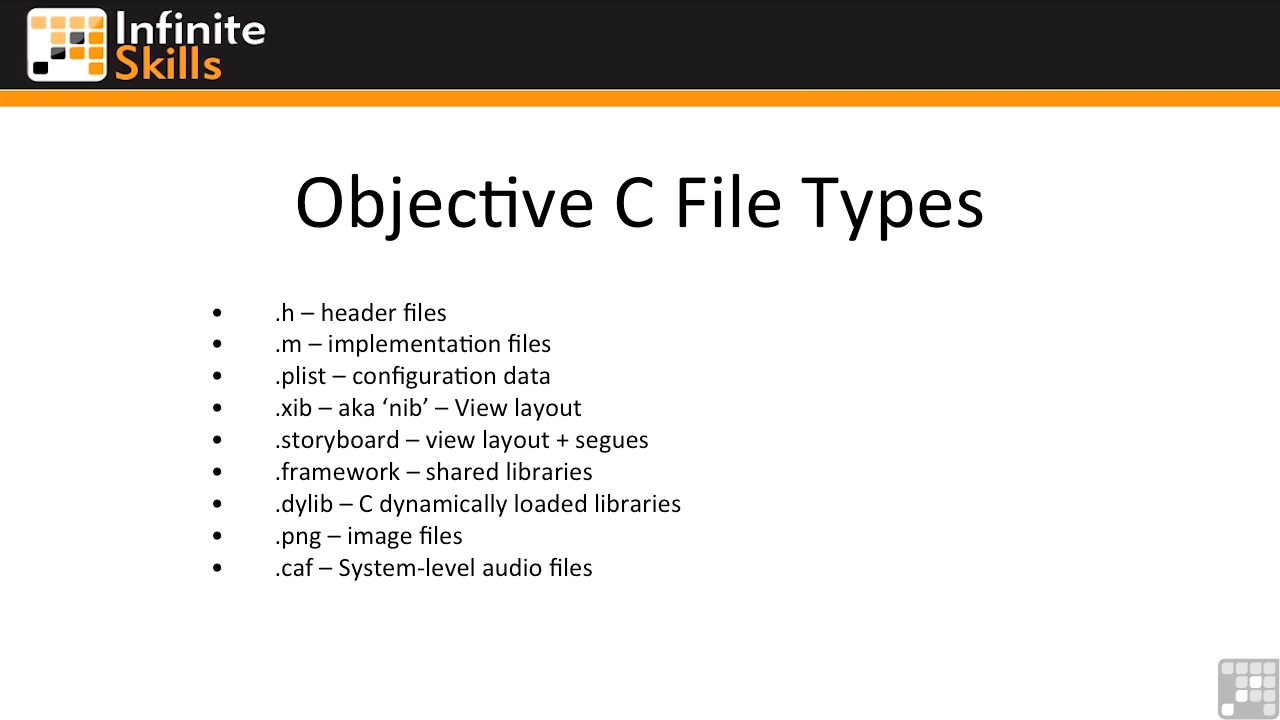 Infinite
Skills
Objective C File Types
• .h – header files
• .m – implementation files
• .plist – configuration data
• .xib – aka ‘nib’ – View layout
• .storyboard – view layout + segues
• .framework – shared libraries
• .dylib – C dynamically loaded libraries
• .png – image files
• .caf – System-level audio files